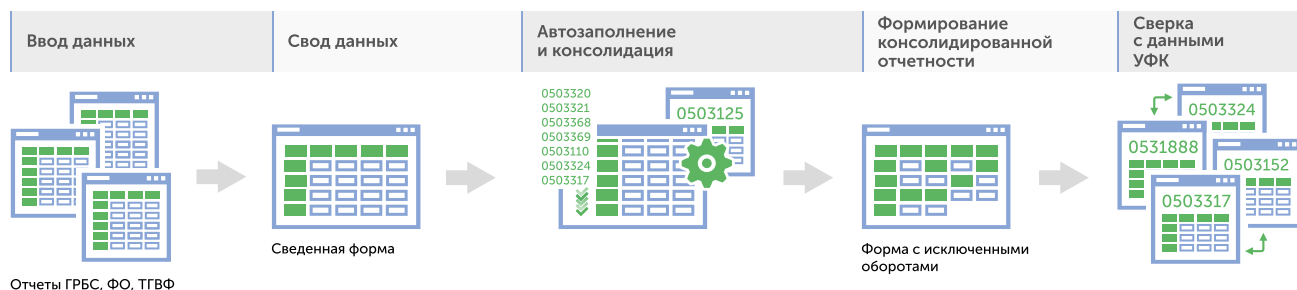 Ввод данных
Свод данных
Автозаполнение
и консолидация
Формирование
консолидированной
отчетности
Сверка
с данными
УФК
0503320
0503321
0503368
0503369
0503110
0503324
0503317
0503125
0503324
0531888
0503152
0503317
Сведенная форма
Форма с исключенными
оборотами
Отчеты ГРБС, ФО, ТГВФ